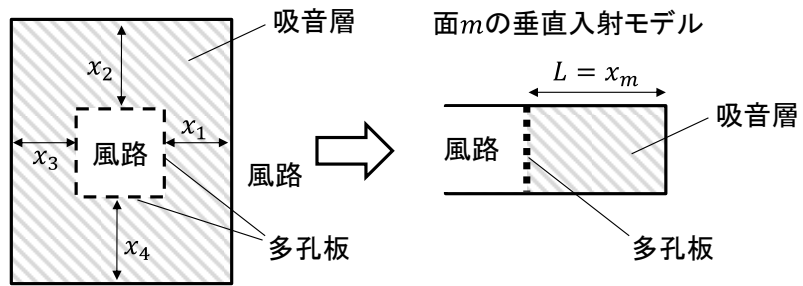 吸音層
x₂
x₃
風路
x₁
x₄
風路
多孔板
面mの垂直入射モデル
L = xₘ
風路
吸音層
多孔板